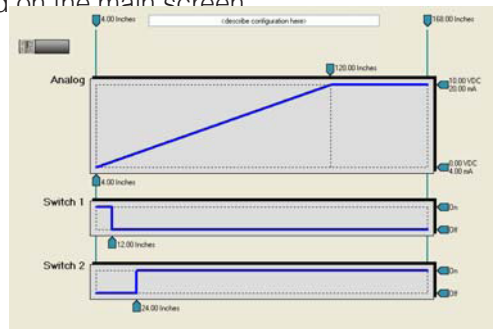 d on the main screen
4.00 Inches
<describe configuration here>
168.00 Inches
120.00 Inches
Analog
10.00 VDC
20.00 mA
0.00 VDC
4.00 mA
4.00 Inches
Switch 1
On
Off
12.00 Inches
Switch 2
On
Off
24.00 Inches